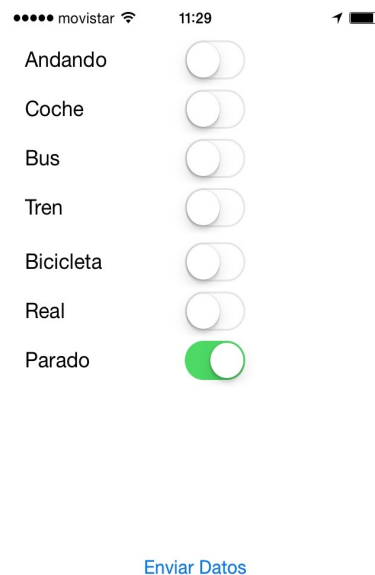 movistar 11:29
Andando
Coche
Bus
Tren
Bicicleta
Real
Parado
Enviar Datos